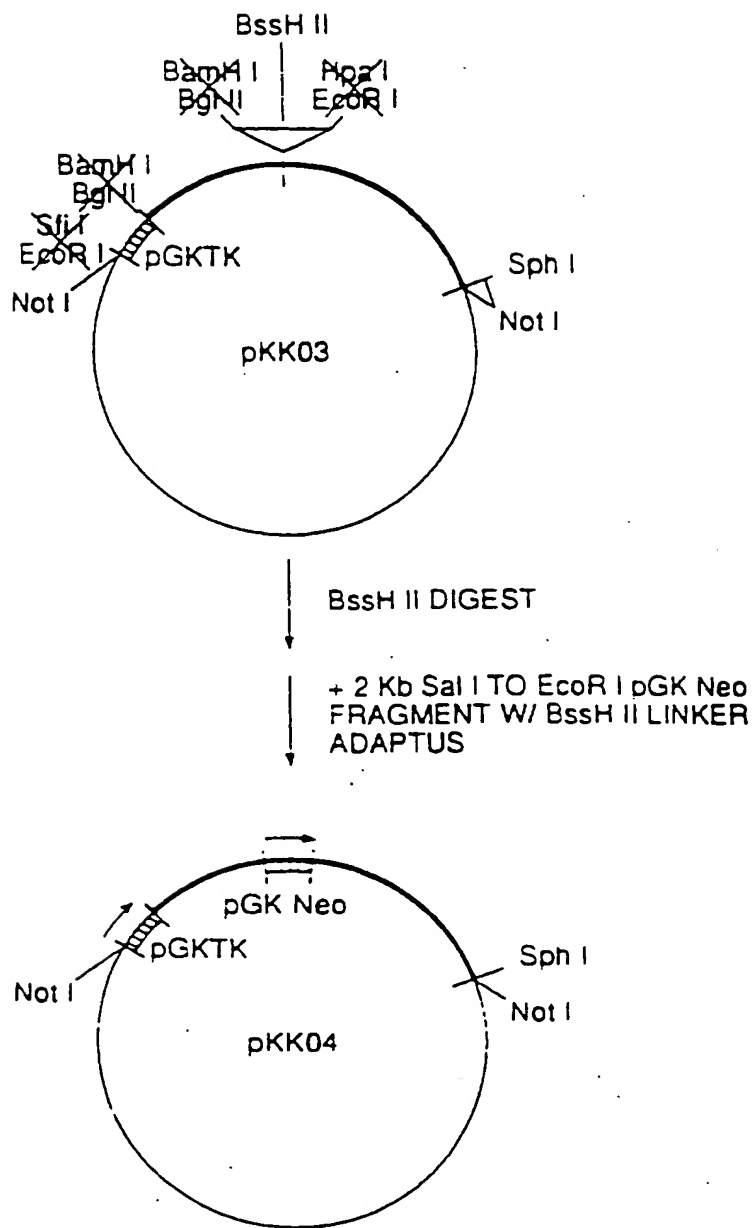 BssH II
BamH I
Bgl II
Hpa I
EcoR I
BamH I
Bgl II
Sfi I
EcoR I
pGKTK
Not I
Sph I
Not I
pKK03
BssH II DIGEST
+ 2 Kb Sal I TO EcoR I pGK Neo
FRAGMENT W/ BssH II LINKER
ADAPTUS
pGK Neo
pGKTK
Not I
Sph I
Not I
pKK04